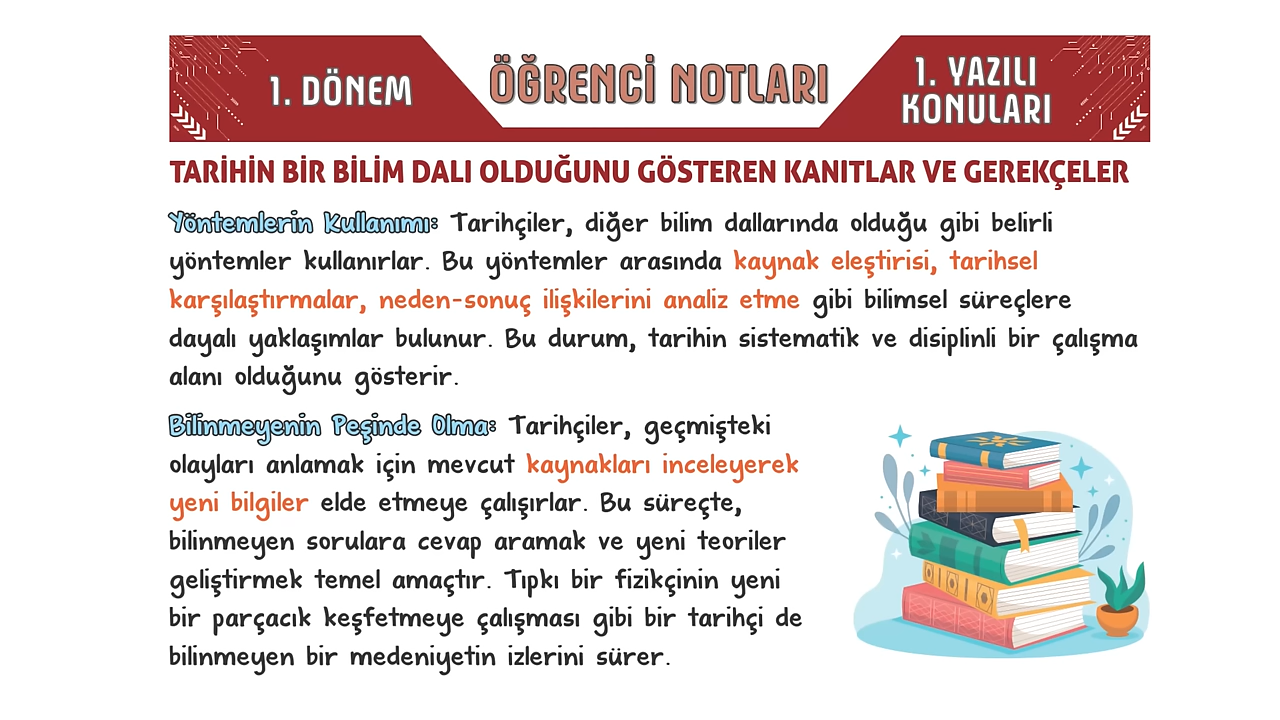 1. DÖNEM
ÖĞRENCİ NOTLARI
1. YAZILI
KONULARI
TARİHİN BİR BİLİM DALI OLDUĞUNU GÖSTEREN KANITLAR VE GEREKÇELER
Yöntemlerin Kullanımı: Tarihçiler, diğer bilim dallarında olduğu gibi belirli
yöntemler kullanırlar. Bu yöntemler arasında kaynak eleştirisi, tarihsel
karşılaştırmalar, neden-sonuç ilişkilerini analiz etme gibi bilimsel süreçlere
dayalı yaklaşımlar bulunur. Bu durum, tarihin sistematik ve disiplinli bir çalışma
alanı olduğunu gösterir.
Bilinmeyenin Peşinde Olma: Tarihçiler, geçmişteki
olayları anlamak için mevcut kaynakları inceleyerek
yeni bilgiler elde etmeye çalışırlar. Bu süreçte,
bilinmeyen sorulara cevap aramak ve yeni teoriler
geliştirmek temel amaçtır. Tıpkı bir fizikçinin yeni
bir parçacık keşfetmeye çalışması gibi bir tarihçi de
bilinmeyen bir medeniyetin izlerini sürer.